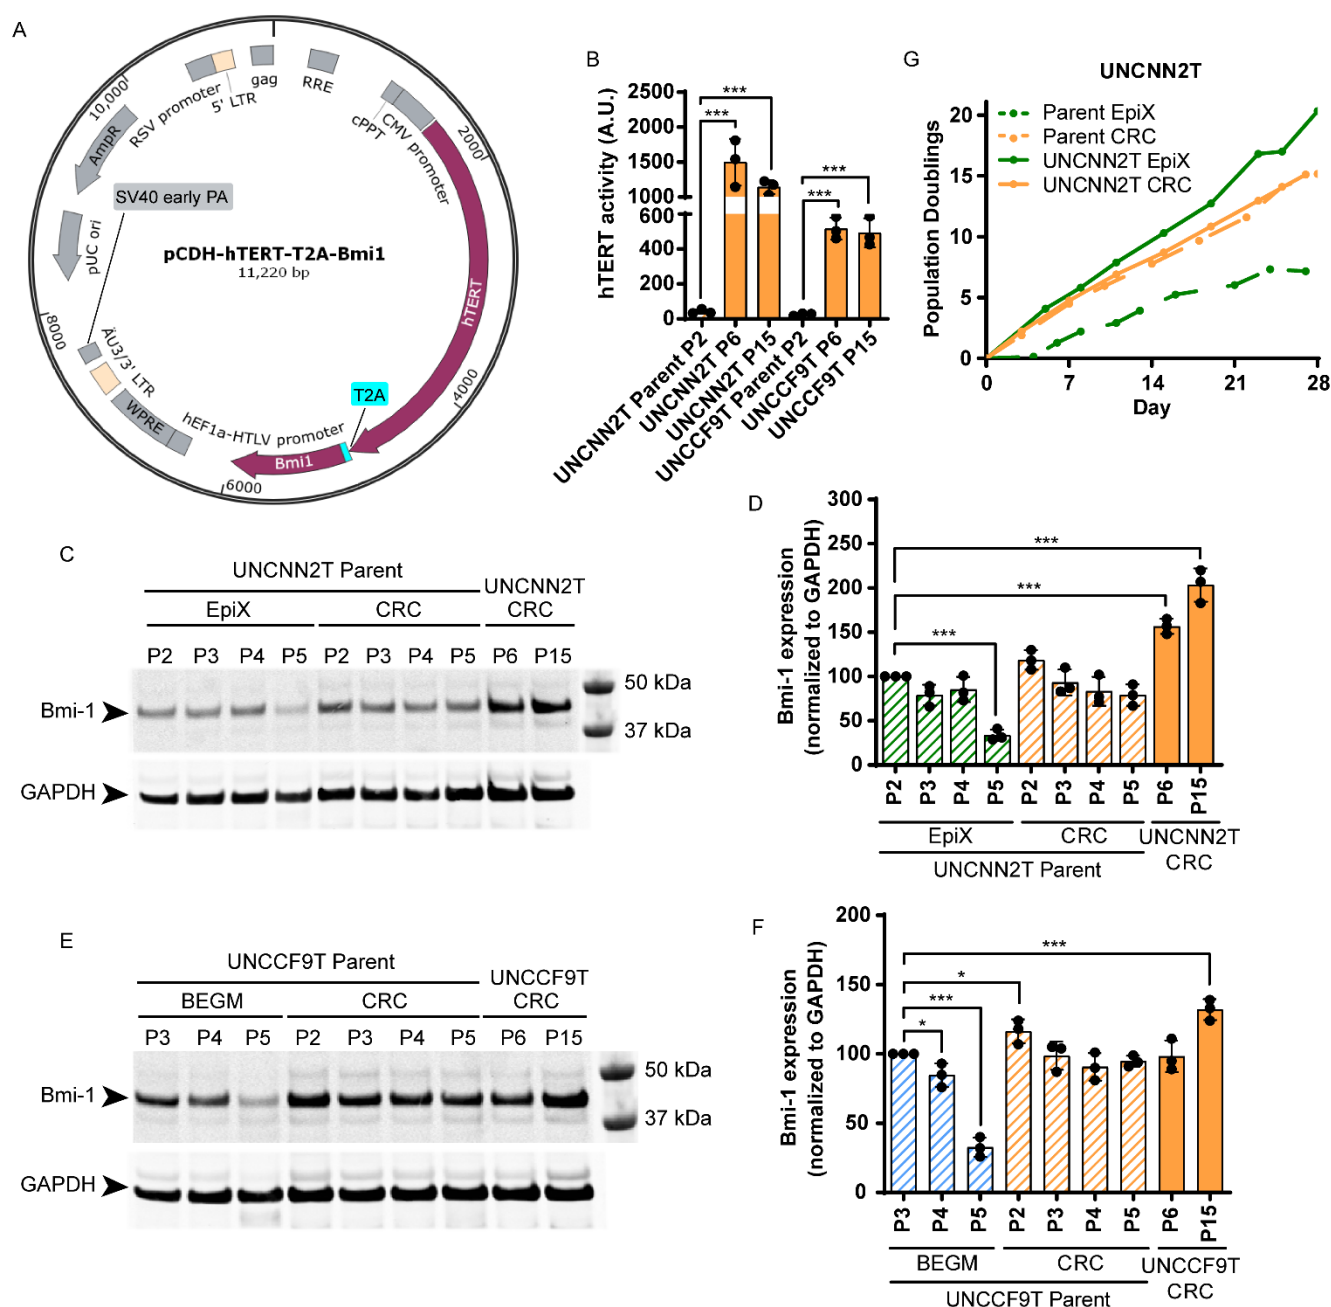 A
10,000
RSV promoter
5' LTR
gag
RRE
cPPT
CMV promoter
2000
AmpR
SV40 early PA
pUC ori
pCDH-hTERT-T2A-Bmi1
11,220 bp
hTERT
8000
ÄU3/3' LTR
WPRE
hEF1a-HTLV promoter
T2A
4000
Bmi1
6000
B
hTERT activity (A.U.)
2500
2000
1500
1000
600
400
200
0
***
***
***
***
UNCNN2T Parent P2
UNCNN2T P6
UNCNN2T P15
UNCCF9T Parent P2
UNCCF9T P6
UNCCF9T P15
G
UNCNN2T
Population Doublings
20
15
10
5
0
Parent EpiX
Parent CRC
UNCNN2T EpiX
UNCNN2T CRC
0 7 14 21 28
Day
C
UNCNN2T Parent
UNCNN2T
CRC
EpiX CRC
P2 P3 P4 P5 P2 P3 P4 P5 P6 P15
Bmi-1
50 kDa
37 kDa
GAPDH
D
Bmi-1 expression
(normalized to GAPDH)
300
250
200
150
100
50
0
***
***
***
P2 P3 P4 P5 P2 P3 P4 P5 P6 P15
EpiX CRC
UNCNN2T
CRC
UNCNN2T Parent
E
UNCCF9T Parent
UNCCF9T
CRC
BEGM CRC
P3 P4 P5 P2 P3 P4 P5 P6 P15
Bmi-1
50 kDa
37 kDa
GAPDH
F
Bmi-1 expression
(normalized to GAPDH)
200
150
100
50
0
***
*
***
*
P3 P4 P5 P2 P3 P4 P5 P6 P15
BEGM CRC
UNCCF9T
CRC
UNCCF9T Parent